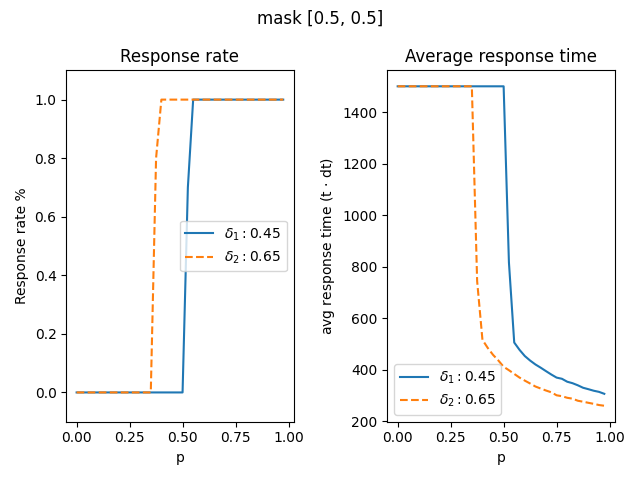 mask [0.5, 0.5]
Response rate
Response rate %
1.0
0.8
0.6
0.4
0.2
0.0
δ₁ : 0.45
δ₂ : 0.65
0.00 0.25 0.50 0.75 1.00
p
Average response time
avg response time (t · dt)
1400
1200
1000
800
600
400
200
δ₁ : 0.45
δ₂ : 0.65
0.00 0.25 0.50 0.75 1.00
p